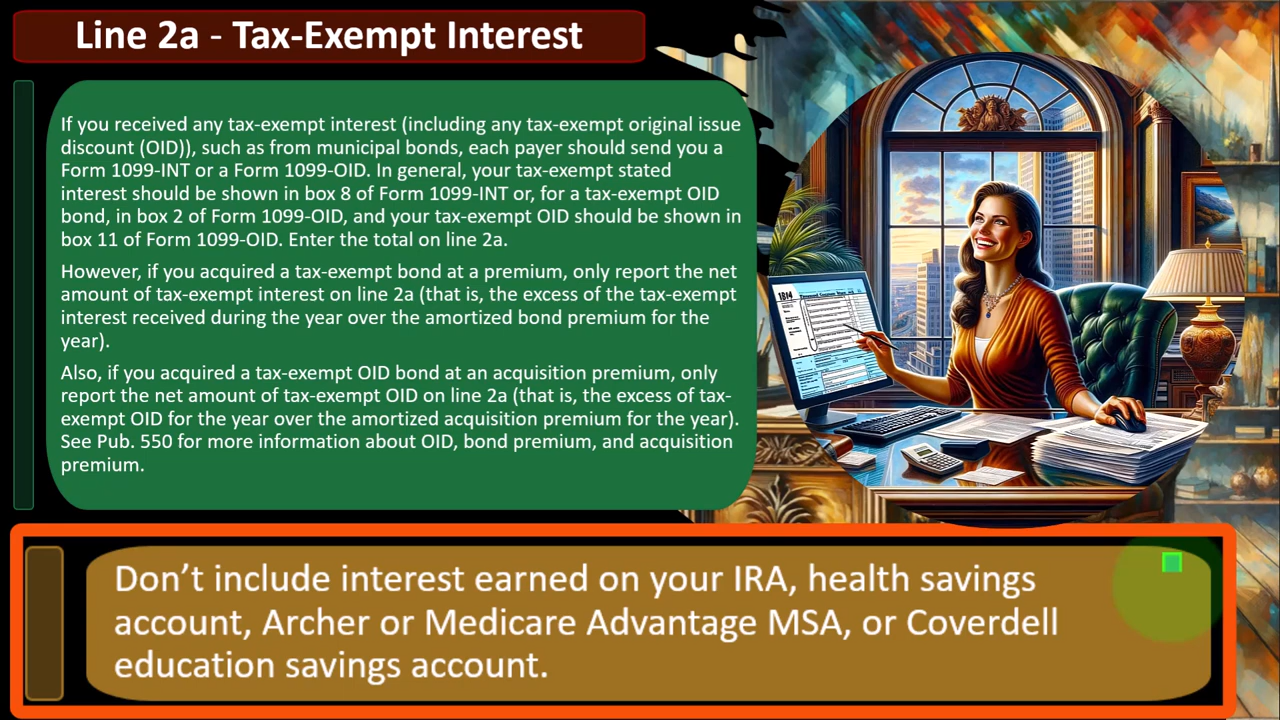 Line 2a - Tax-Exempt Interest
If you received any tax-exempt interest (including any tax-exempt original issue
discount (OID)), such as from municipal bonds, each payer should send you a
Form 1099-INT or a Form 1099-OID. In general, your tax-exempt stated
interest should be shown in box 8 of Form 1099-INT or, for a tax-exempt OID
bond, in box 2 of Form 1099-OID, and your tax-exempt OID should be shown in
box 11 of Form 1099-OID. Enter the total on line 2a.
However, if you acquired a tax-exempt bond at a premium, only report the net
amount of tax-exempt interest on line 2a (that is, the excess of the tax-exempt
interest received during the year over the amortized bond premium for the
year).
Also, if you acquired a tax-exempt OID bond at an acquisition premium, only
report the net amount of tax-exempt OID on line 2a (that is, the excess of tax-
exempt OID for the year over the amortized acquisition premium for the year).
See Pub. 550 for more information about OID, bond premium, and acquisition
premium.
Don’t include interest earned on your IRA, health savings
account, Archer or Medicare Advantage MSA, or Coverdell
education savings account.